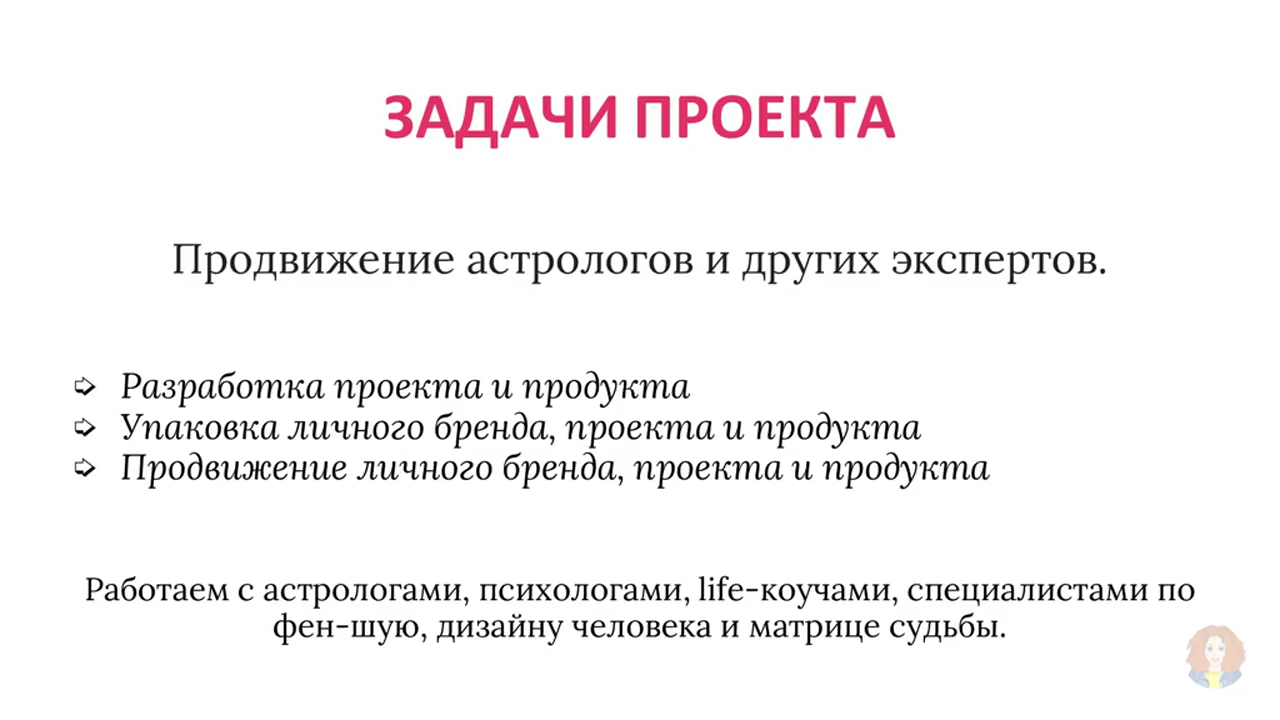 ЗАДАЧИ ПРОЕКТА
Продвижение астрологов и других экспертов.
➩ Разработка проекта и продукта
➩ Упаковка личного бренда, проекта и продукта
➩ Продвижение личного бренда, проекта и продукта
Работаем с астрологами, психологами, life-коучами, специалистами по
фен-шую, дизайну человека и матрице судьбы.